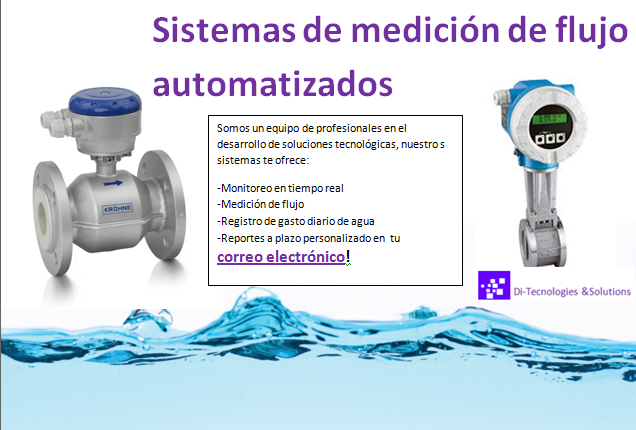 Sistemas de medición de flujo
automatizados
Somos un equipo de profesionales en el
desarrollo de soluciones tecnológicas, nuestro s
sistemas te ofrece:
-Monitoreo en tiempo real
-Medición de flujo
-Registro de gasto diario de agua
-Reportes a plazo personalizado en tu
correo electrónico!
KROHNE
Di-Tecnologies &Solutions